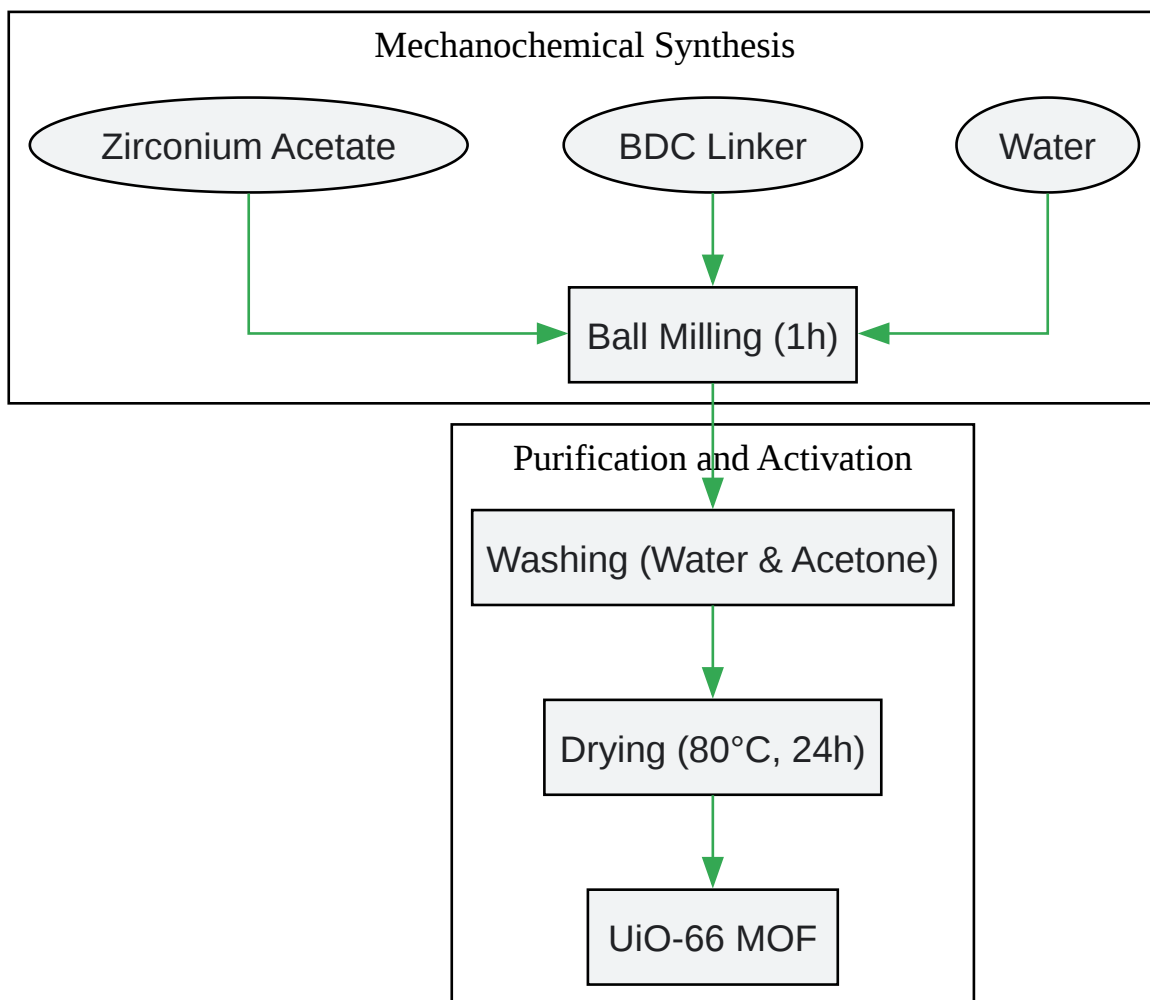 Mechanochemical Synthesis
Zirconium Acetate
BDC Linker
Water
Ball Milling (1h)
Purification and Activation
Washing (Water & Acetone)
Drying (80°C, 24h)
UiO-66 MOF